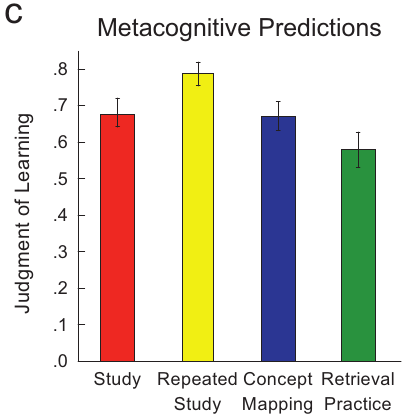 C
Metacognitive Predictions
Judgment of Learning
.8
.7
.6
.5
.4
.3
.2
.1
.0
Study
Repeated Study
Concept Mapping
Retrieval Practice